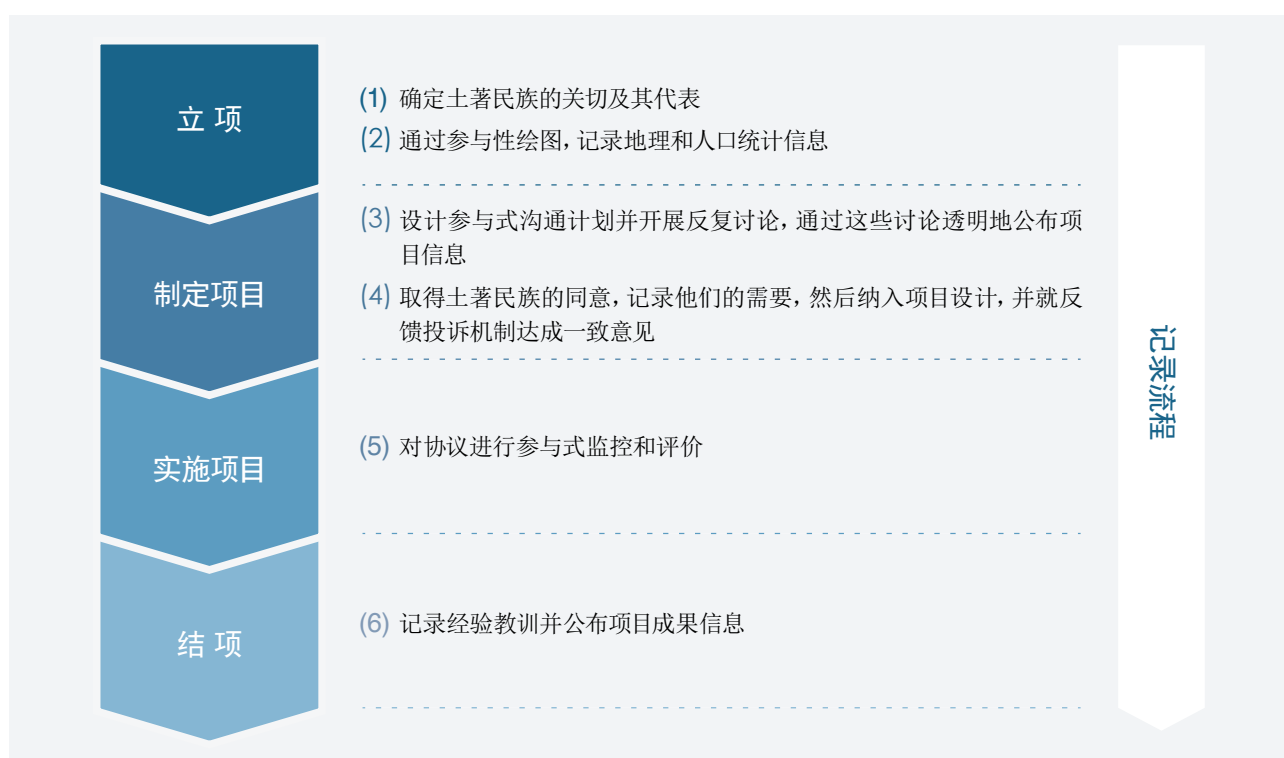 立 项
(1) 确定土著民族的关切及其代表
(2) 通过参与性绘图，记录地理和人口统计信息
制定项目
(3) 设计参与式沟通计划并开展反复讨论，通过这些讨论透明地公布项
目信息
(4) 取得土著民族的同意，记录他们的需要，然后纳入项目设计，并就反
馈投诉机制达成一致意见
实施项目
(5) 对协议进行参与式监控和评价
结 项
(6) 记录经验教训并公布项目成果信息
记录流程